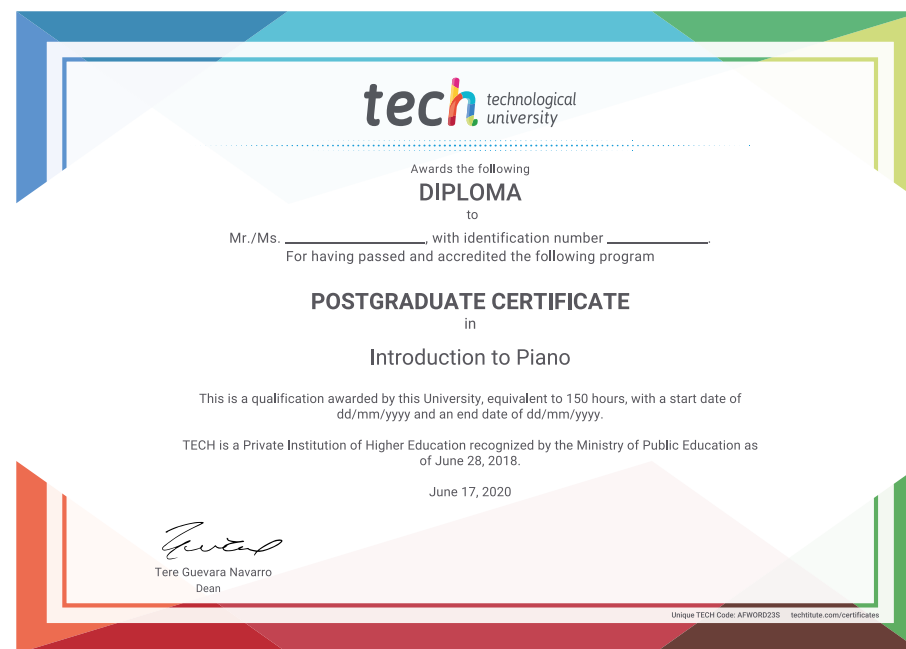 tech technological
university
Awards the following
DIPLOMA
to
Mr./Ms. ____________________, with identification number ______________.
For having passed and accredited the following program
POSTGRADUATE CERTIFICATE
in
Introduction to Piano
This is a qualification awarded by this University, equivalent to 150 hours, with a start date of
dd/mm/yyyy and an end date of dd/mm/yyyy.
TECH is a Private Institution of Higher Education recognized by the Ministry of Public Education as
of June 28, 2018.
June 17, 2020
Tere Guevara Navarro
Dean
Unique TECH Code: AFWORD23S techtitute.com/certificates